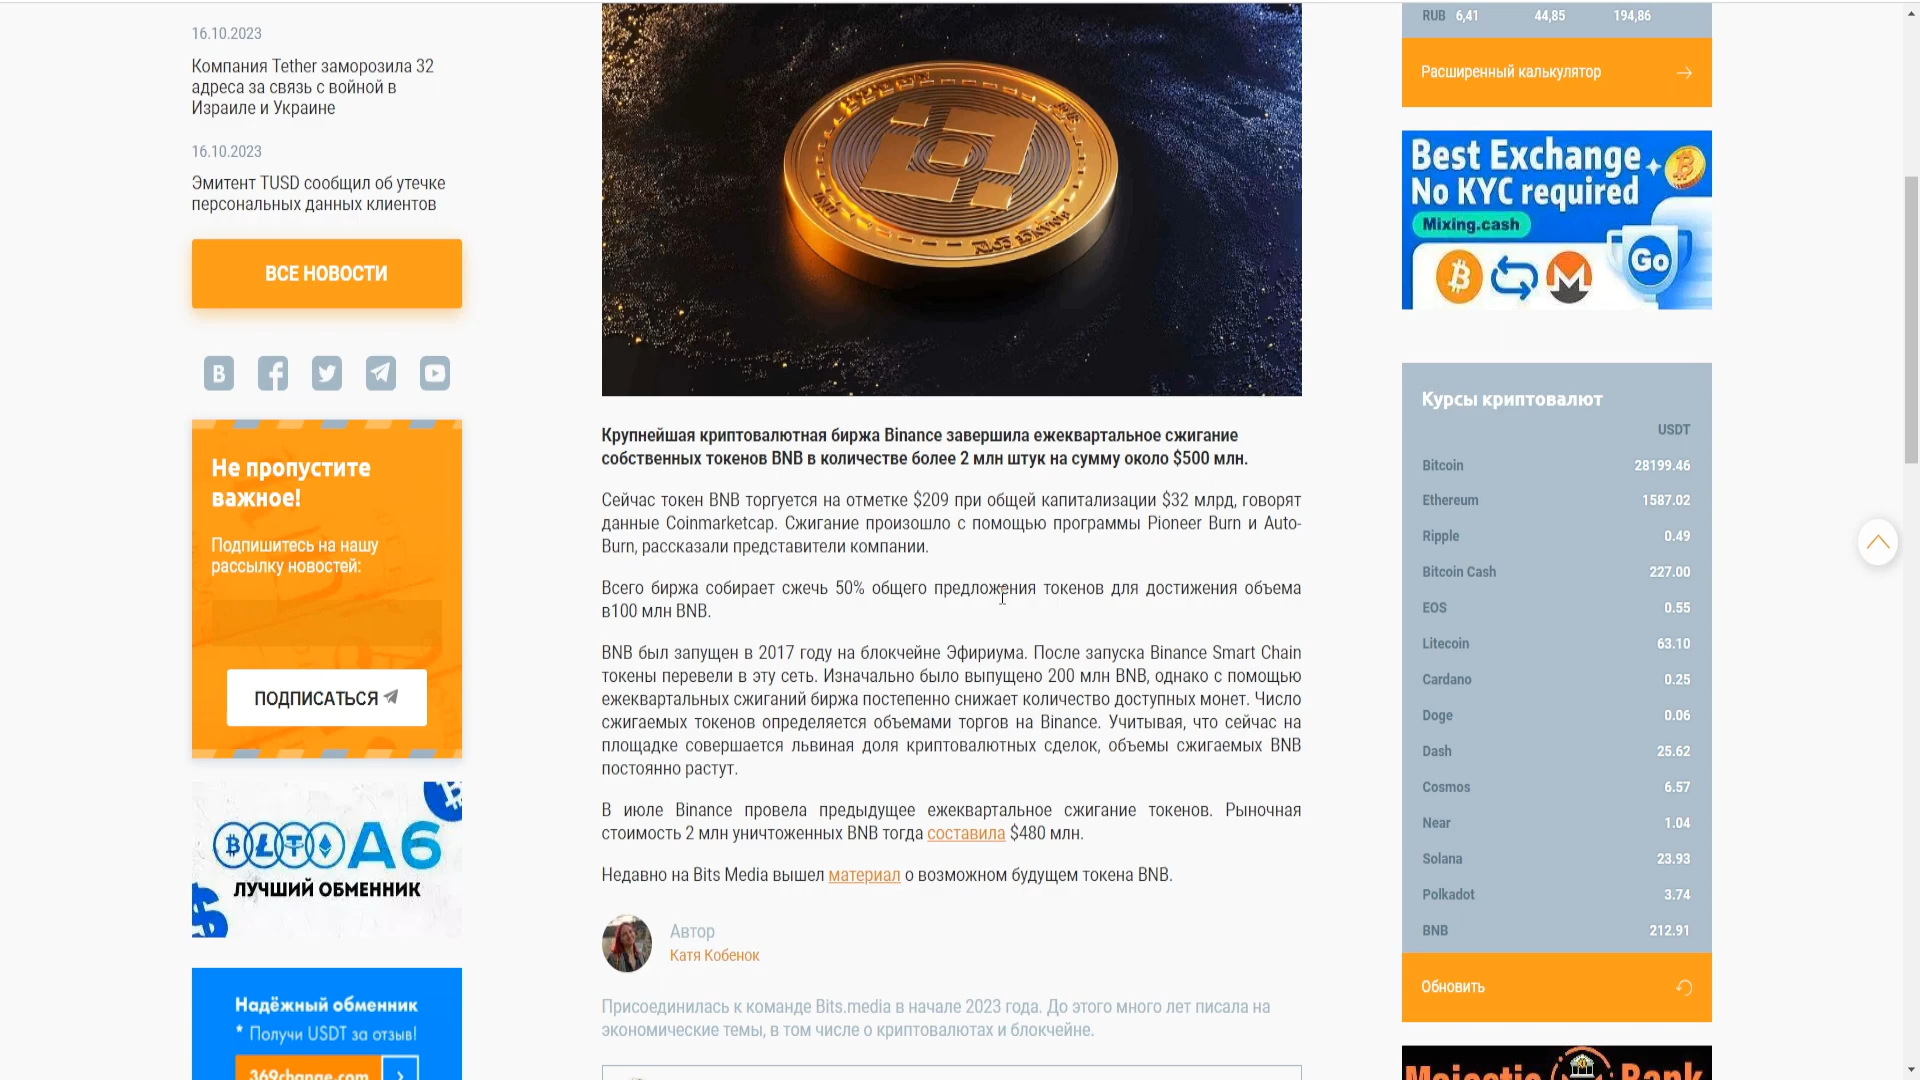 16.10.2023
Компания Tether заморозила 32
адреса за связь с войной в
Израиле и Украине
16.10.2023
Эмитент TUSD сообщил об утечке
персональных данных клиентов
ВСЕ НОВОСТИ
Не пропустите
важное!
Подпишитесь на нашу
рассылку новостей:
ПОДПИСАТЬСЯ
А6
ЛУЧШИЙ ОБМЕННИК
Надёжный обменник
* Получи USDT за отзыв!
369change.com
Крупнейшая криптовалютная биржа Binance завершила ежеквартальное сжигание
собственных токенов BNB в количестве более 2 млн штук на сумму около $500 млн.
Сейчас токен BNB торгуется на отметке $209 при общей капитализации $32 млрд, говорят
данные Coinmarketcap. Сжигание произошло с помощью программы Pioneer Burn и Auto-
Burn, рассказали представители компании.
Всего биржа собирает сжечь 50% общего предложения токенов для достижения объема
в100 млн BNB.
BNB был запущен в 2017 году на блокчейне Эфириума. После запуска Binance Smart Chain
токены перевели в эту сеть. Изначально было выпущено 200 млн BNB, однако с помощью
ежеквартальных сжиганий биржа постепенно снижает количество доступных монет. Число
сжигаемых токенов определяется объемами торгов на Binance. Учитывая, что сейчас на
площадке совершается львиная доля криптовалютных сделок, объемы сжигаемых BNB
постоянно растут.
В июле Binance провела предыдущее ежеквартальное сжигание токенов. Рыночная
стоимость 2 млн уничтоженных BNB тогда составила $480 млн.
Недавно на Bits Media вышел материал о возможном будущем токена BNB.
Автор
Катя Кобенок
Присоединилась к команде Bits.media в начале 2023 года. До этого много лет писала на
экономические темы, в том числе о криптовалютах и блокчейне.
RUB 6,41 44,85 194,86
Расширенный калькулятор
Best Exchange
No KYC required
Mixing.cash
Go
Курсы криптовалют
USDT
Bitcoin 28199.46
Ethereum 1587.02
Ripple 0.49
Bitcoin Cash 227.00
EOS 0.55
Litecoin 63.10
Cardano 0.25
Doge 0.06
Dash 25.62
Cosmos 6.57
Near 1.04
Solana 23.93
Polkadot 3.74
BNB 212.91
Обновить
Majestic Bank